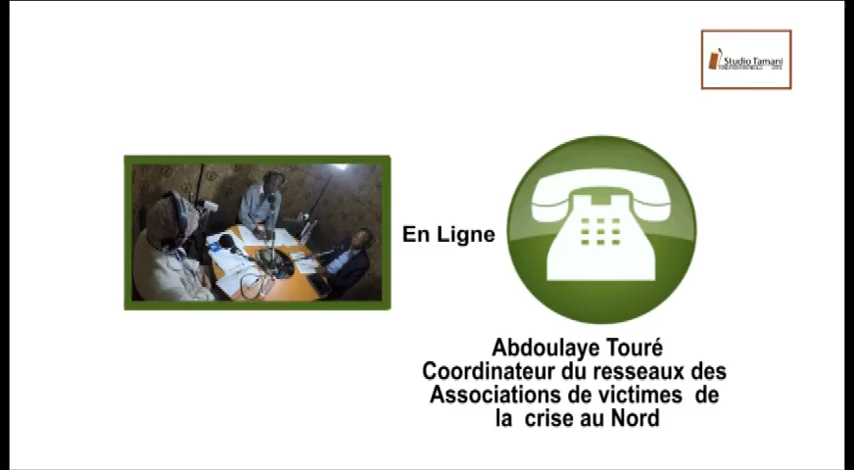 Studio Tamani
En Ligne
Abdoulaye Touré
Coordinateur du resseaux des
Associations de victimes de
la crise au Nord